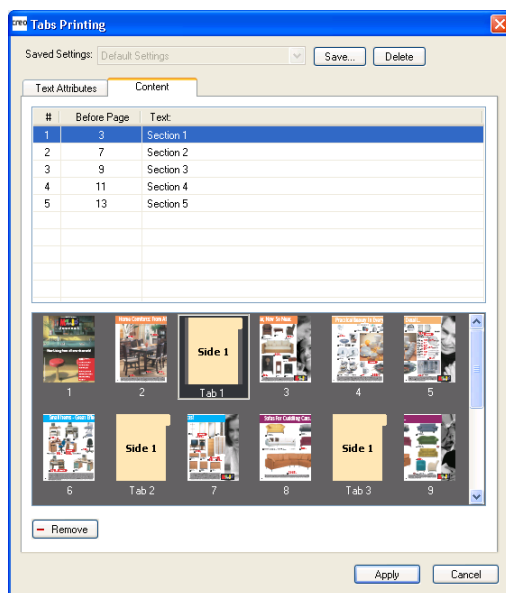 creo Tabs Printing
Saved Settings: Default Settings Save... Delete
Text Attributes Content
# Before Page Text:
1 3 Section 1
2 7 Section 2
3 9 Section 3
4 11 Section 4
5 13 Section 5
Side 1
1 2 Tab 1 3 4 5
Side 1 Side 1
6 Tab 2 7 8 Tab 3 9
Remove
Apply Cancel